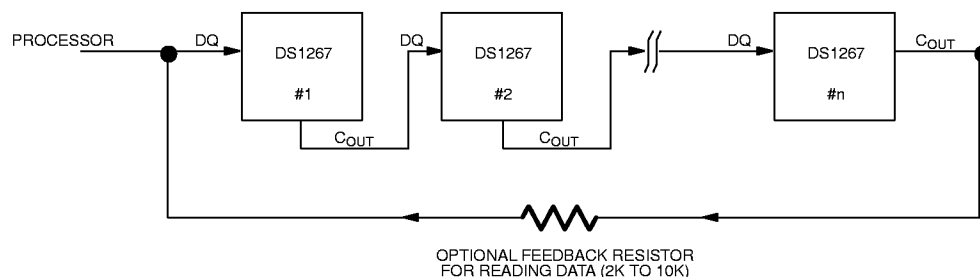 PROCESSOR
DQ
DS1267
#1
COUT
DQ
DS1267
#2
COUT
DQ
DS1267
#n
COUT
OPTIONAL FEEDBACK RESISTOR
FOR READING DATA (2K TO 10K)